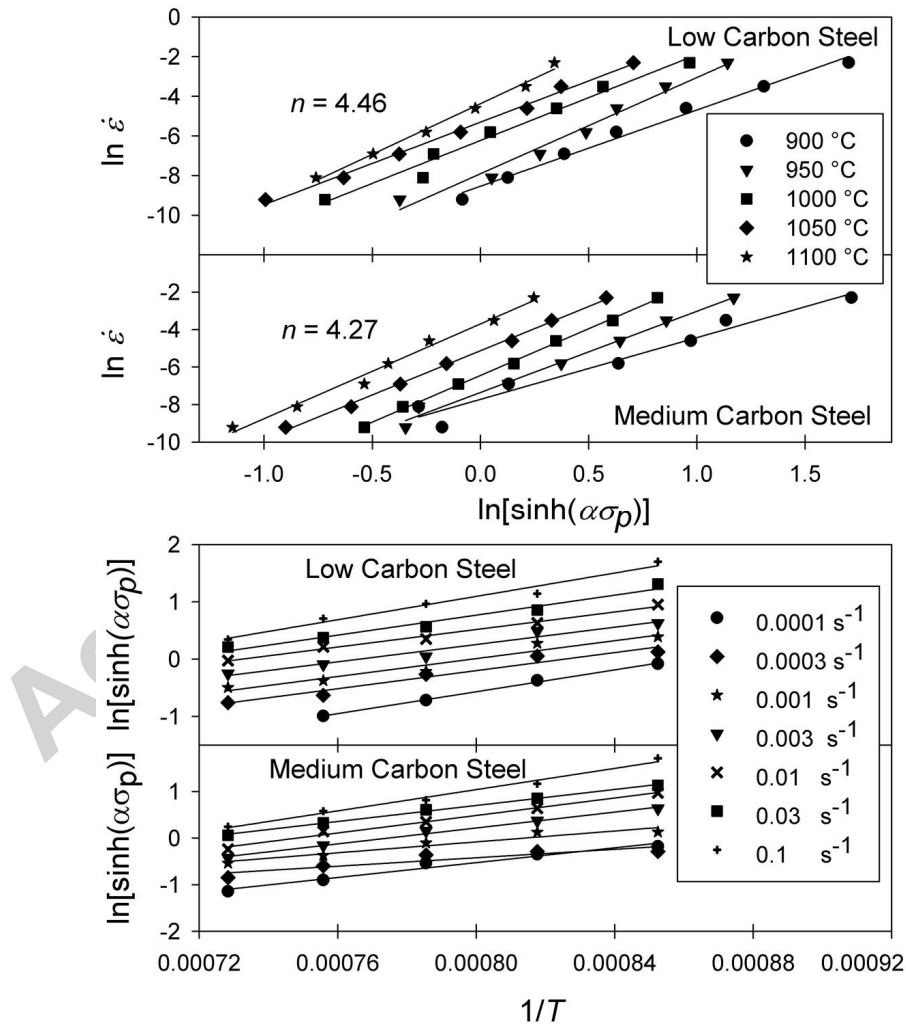 0
Low Carbon Steel
-2
-4
n = 4.46
ln ε̇
-6
-8
-10
900 °C
950 °C
1000 °C
1050 °C
1100 °C
-2
-4
n = 4.27
ln ε̇
-6
-8
Medium Carbon Steel
-10
-1.0 -0.5 0.0 0.5 1.0 1.5
ln[sinh(ασp)]
2
Low Carbon Steel
1
ln[sinh(ασp)]
0
-1
0.0001 s-1
0.0003 s-1
0.001 s-1
0.003 s-1
0.01 s-1
0.03 s-1
0.1 s-1
Medium Carbon Steel
1
ln[sinh(ασp)]
0
-1
-2
0.00072 0.00076 0.00080 0.00084 0.00088 0.00092
1/T